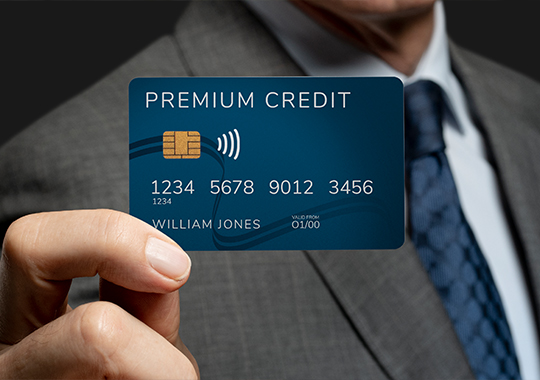 PREMIUM CREDIT
1234 5678 9012 3456
1234
VALID FROM
WILLIAM JONES 01/00